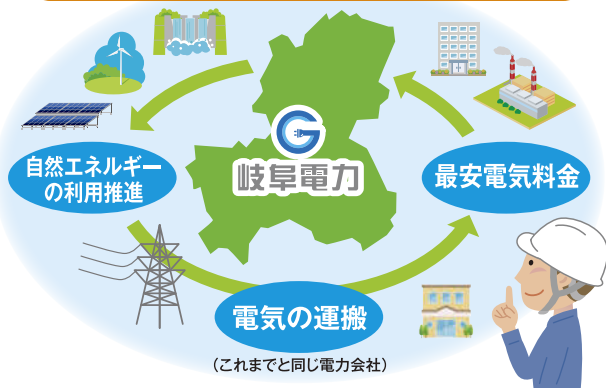 岐阜電力
自然エネルギー
の利用推進
最安電気料金
電気の運搬
(これまでと同じ電力会社)